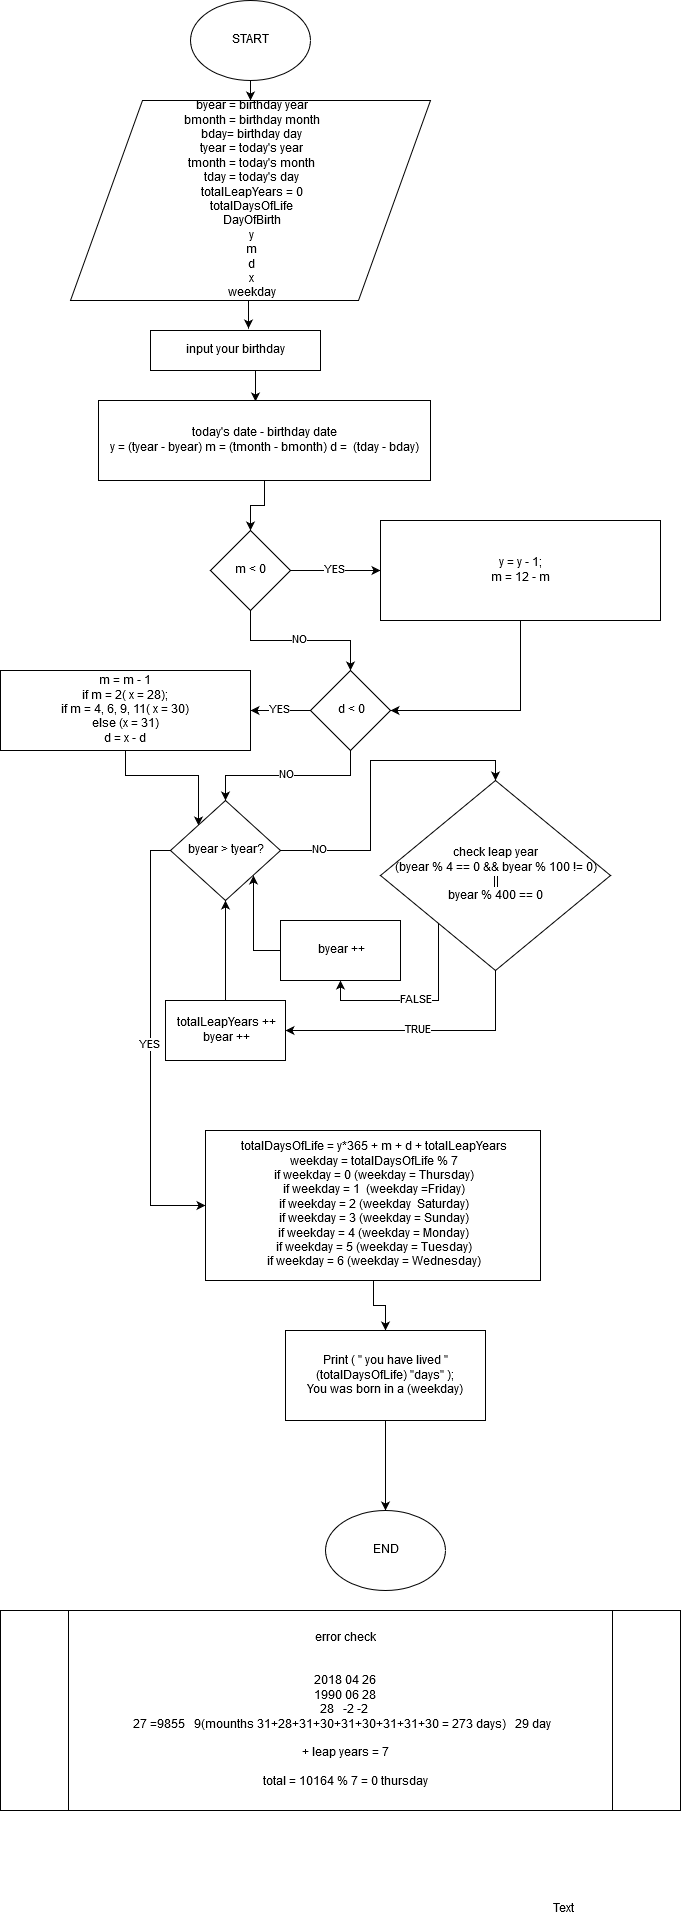 START
byear = birthday year
bmonth = birthday month
bday= birthday day
tyear = today's year
tmonth = today's month
tday = today's day
totalLeapYears = 0
totalDaysOfLife
DayOfBirth
y
m
d
x
weekday
input your birthday
today's date - birthday date
y = (tyear - byear) m = (tmonth - bmonth) d = (tday - bday)
m < 0
YES
y = y - 1;
m = 12 - m
NO
m = m - 1
if m = 2( x = 28);
if m = 4, 6, 9, 11( x = 30)
else (x = 31)
d = x - d
YES
d < 0
NO
byear > tyear?
NO
check leap year
(byear % 4 == 0 && byear % 100 != 0)
||
byear % 400 == 0
byear ++
FALSE
totalLeapYears ++
byear ++
TRUE
YES
totalDaysOfLife = y*365 + m + d + totalLeapYears
weekday = totalDaysOfLife % 7
if weekday = 0 (weekday = Thursday)
if weekday = 1 (weekday =Friday)
if weekday = 2 (weekday Saturday)
if weekday = 3 (weekday = Sunday)
if weekday = 4 (weekday = Monday)
if weekday = 5 (weekday = Tuesday)
if weekday = 6 (weekday = Wednesday)
Print ( " you have lived "
(totalDaysOfLife) "days" );
You was born in a (weekday)
END
error check
2018 04 26
1990 06 28
28 -2 -2
27 =9855 9(mounths 31+28+31+30+31+30+31+31+30 = 273 days) 29 day
+ leap years = 7
total = 10164 % 7 = 0 thursday
Text